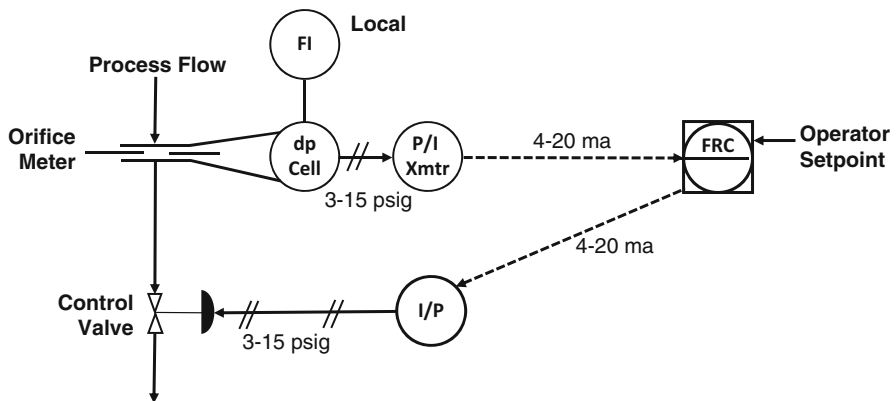 FI
Local
Process Flow
Orifice
Meter
dp
Cell
P/I
Xmtr
4-20 ma
FRC
Operator
Setpoint
3-15 psig
4-20 ma
Control
Valve
I/P
3-15 psig